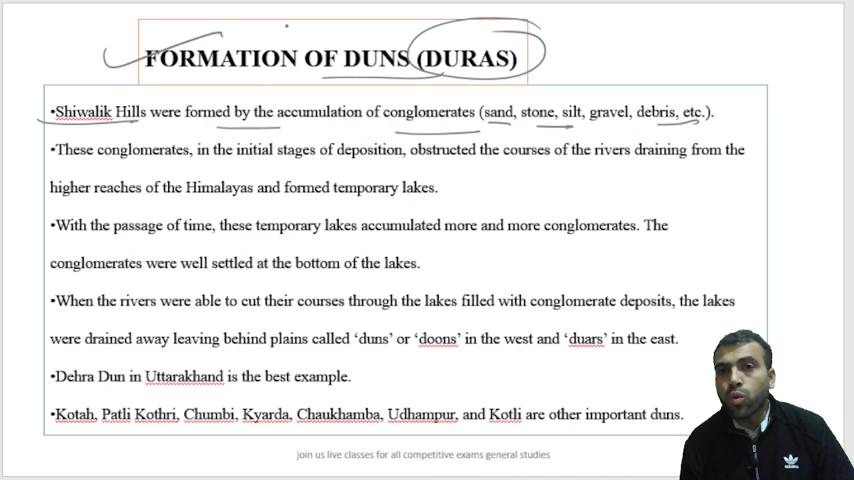 FORMATION OF DUNS (DURAS)
•Shiwalik Hills were formed by the accumulation of conglomerates (sand, stone, silt, gravel, debris, etc.).
•These conglomerates, in the initial stages of deposition, obstructed the courses of the rivers draining from the
higher reaches of the Himalayas and formed temporary lakes.
•With the passage of time, these temporary lakes accumulated more and more conglomerates. The
conglomerates were well settled at the bottom of the lakes.
•When the rivers were able to cut their courses through the lakes filled with conglomerate deposits, the lakes
were drained away leaving behind plains called ‘duns’ or ‘doons’ in the west and ‘duars’ in the east.
•Dehra Dun in Uttarakhand is the best example.
•Kotah, Patli Kothri, Chumbi, Kyarda, Chaukhamba, Udhampur, and Kotli are other important duns.
join us live classes for all competitive exams general studies